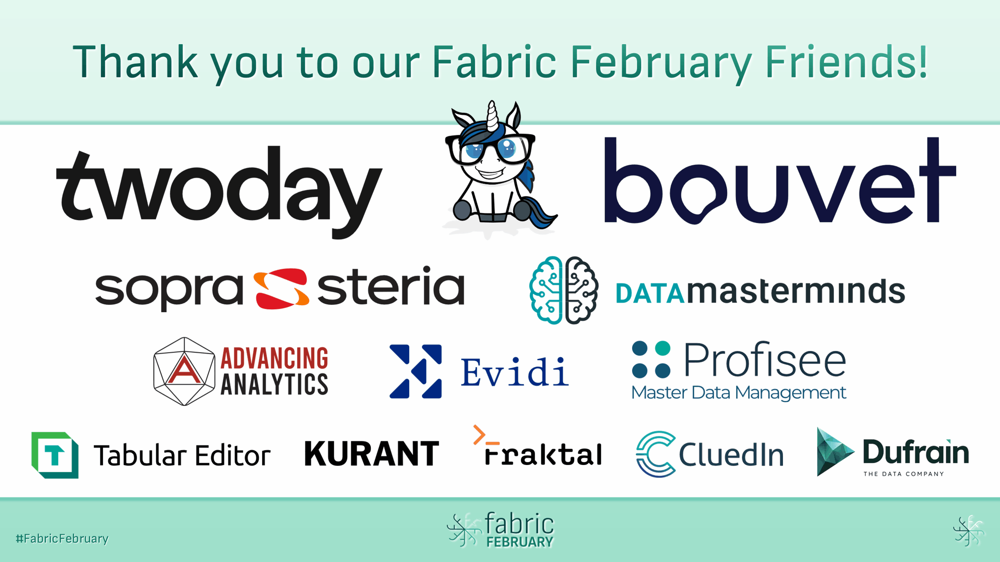 Thank you to our Fabric February Friends!
twoday
bouvet
sopra steria
DATAmasterminds
ADVANCING
ANALYTICS
Evidi
Profisee
Master Data Management
T Tabular Editor
KURANT
Fraktal
CluedIn
Dufrain
THE DATA COMPANY
#FabricFebruary
fabric
FEBRUARY